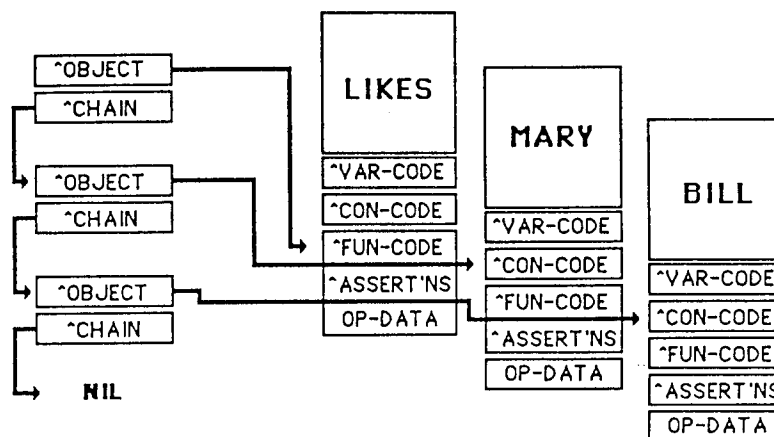 ^OBJECT
^CHAIN
^OBJECT
^CHAIN
^OBJECT
^CHAIN
NIL
LIKES
^VAR-CODE
^CON-CODE
^FUN-CODE
^ASSERT'NS
OP-DATA
MARY
^VAR-CODE
^CON-CODE
^FUN-CODE
^ASSERT'NS
OP-DATA
BILL
^VAR-CODE
^CON-CODE
^FUN-CODE
^ASSERT'NS
OP-DATA